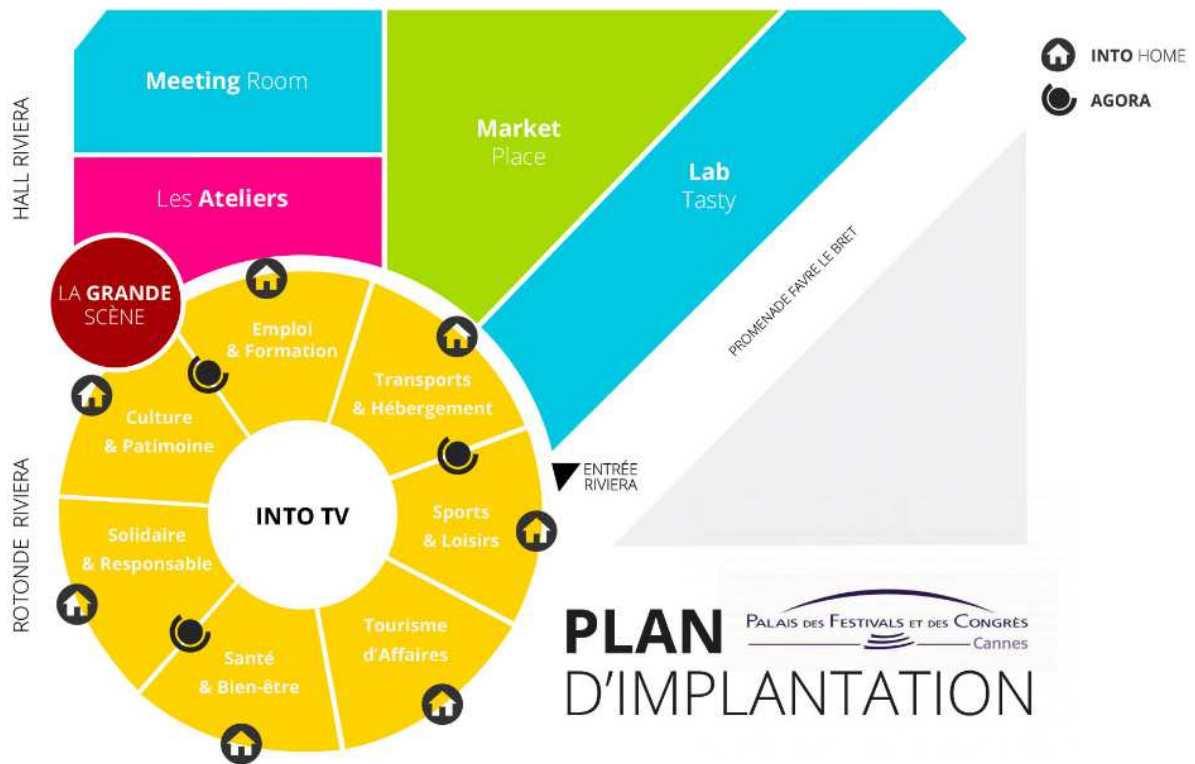 HALL RIVIERA
Meeting Room
Les Ateliers
Market
Place
Lab
Tasty
INTO HOME
AGORA
PROMENADE FAVRE LE BRET
LA GRANDE
SCÈNE
Emploi
& Formation
Transports
& Hébergement
Culture
& Patimoine
ENTRÉE
RIVIERA
ROTONDE RIVIERA
INTO TV
Sports
& Loisirs
Solidaire
& Responsable
Tourisme
d'Affaires
Santé
& Bien-être
PLAN
D'IMPLANTATION
PALAIS DES FESTIVALS ET DES CONGRÈS
Cannes